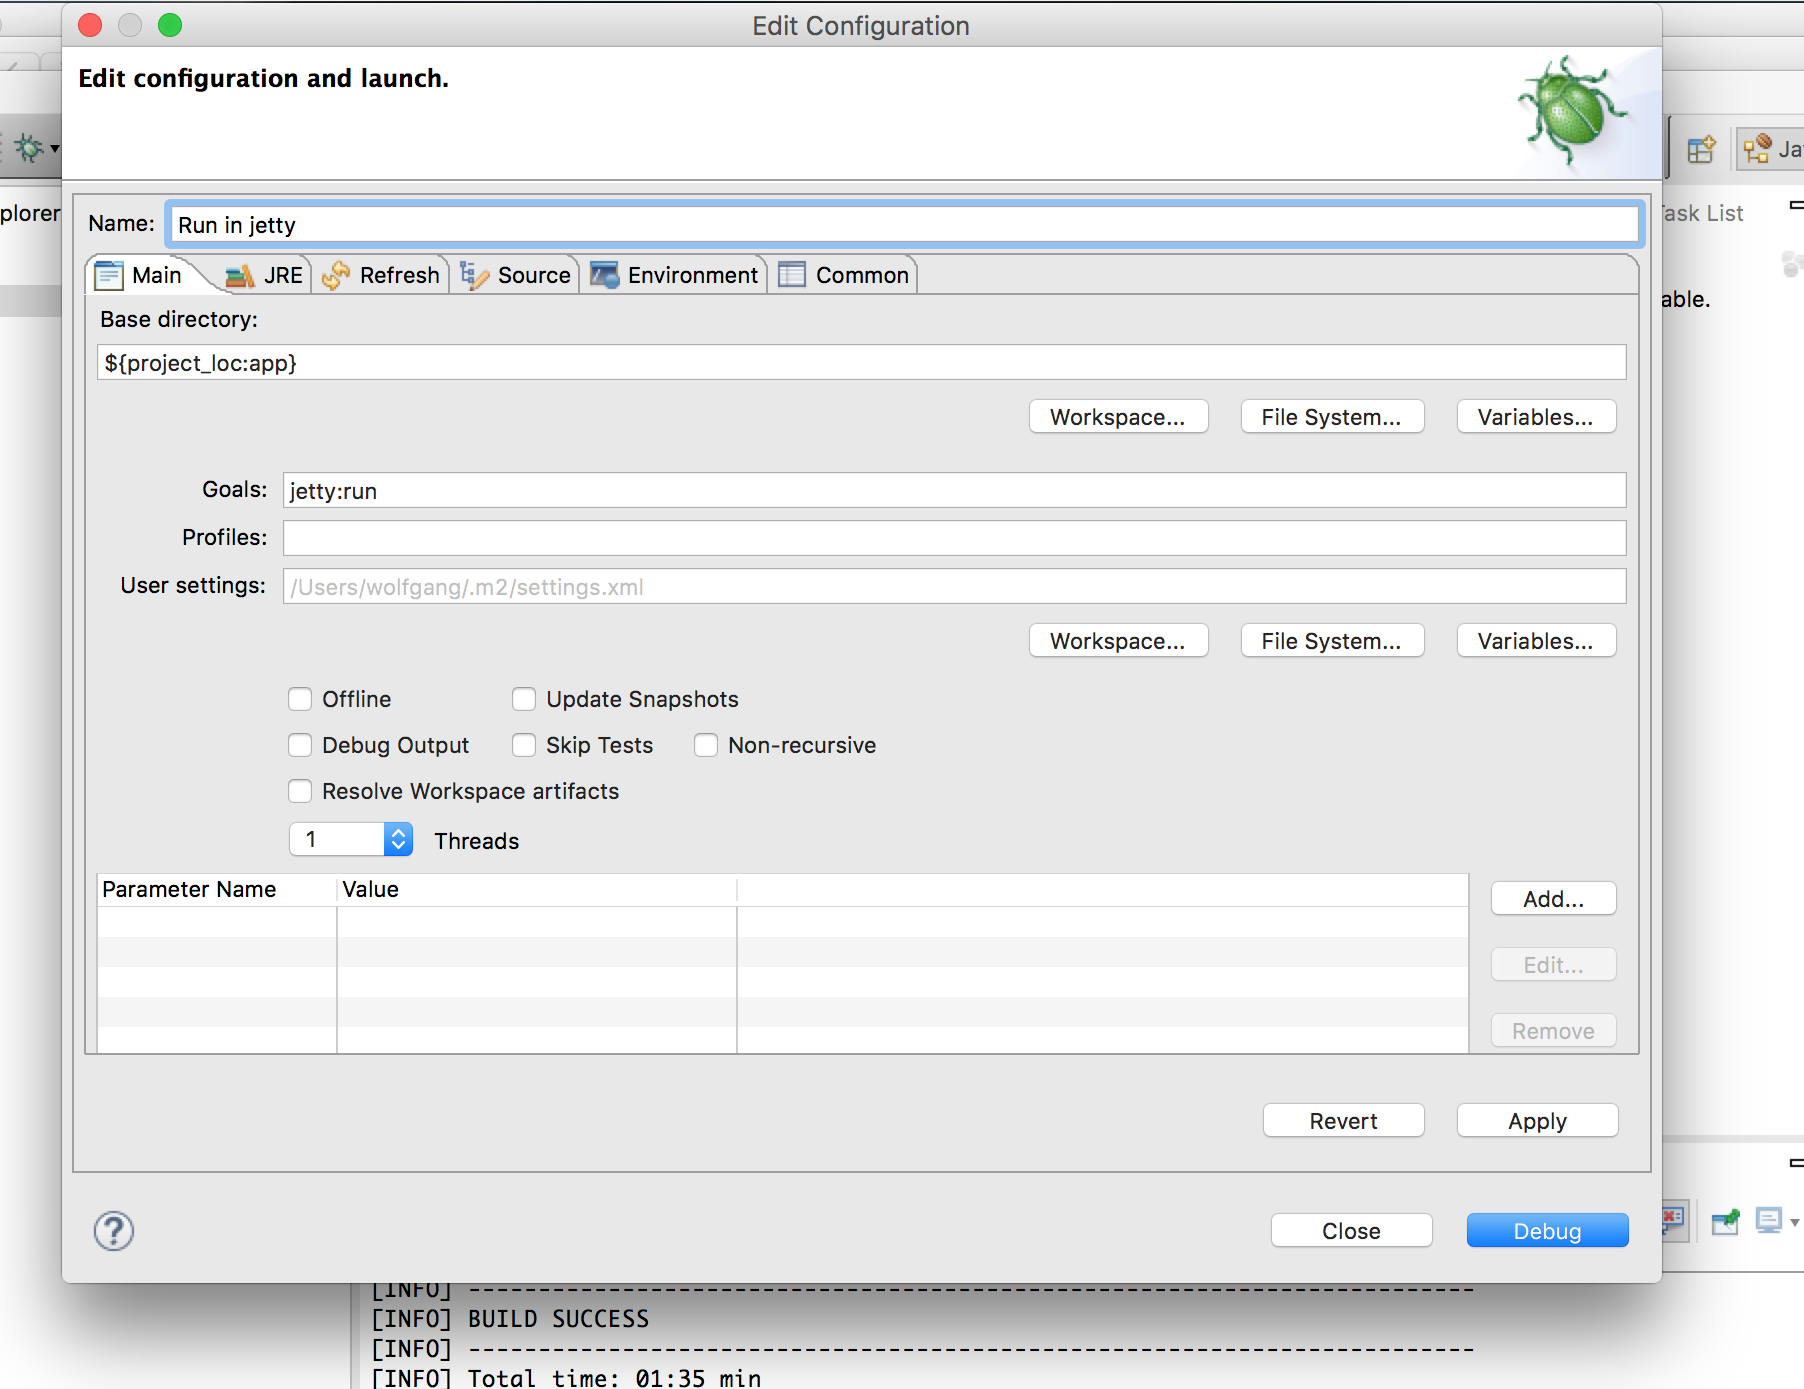 Edit Configuration
Edit configuration and launch.
Ja
plorer
Task List
able.
Name: Run in jetty
Main JRE Refresh Source Environment Common
Base directory:
${project_loc:app}
Workspace... File System... Variables...
Goals: jetty:run
Profiles:
User settings: /Users/wolfgang/.m2/settings.xml
Workspace... File System... Variables...
Offline Update Snapshots
Debug Output Skip Tests Non-recursive
Resolve Workspace artifacts
1 Threads
Parameter Name Value
Add...
Edit...
Remove
Revert Apply
? Close Debug
[INFO] ------------------------------------------------------------------------
[INFO] BUILD SUCCESS
[INFO] ------------------------------------------------------------------------
[INFO] Total time: 01:35 min